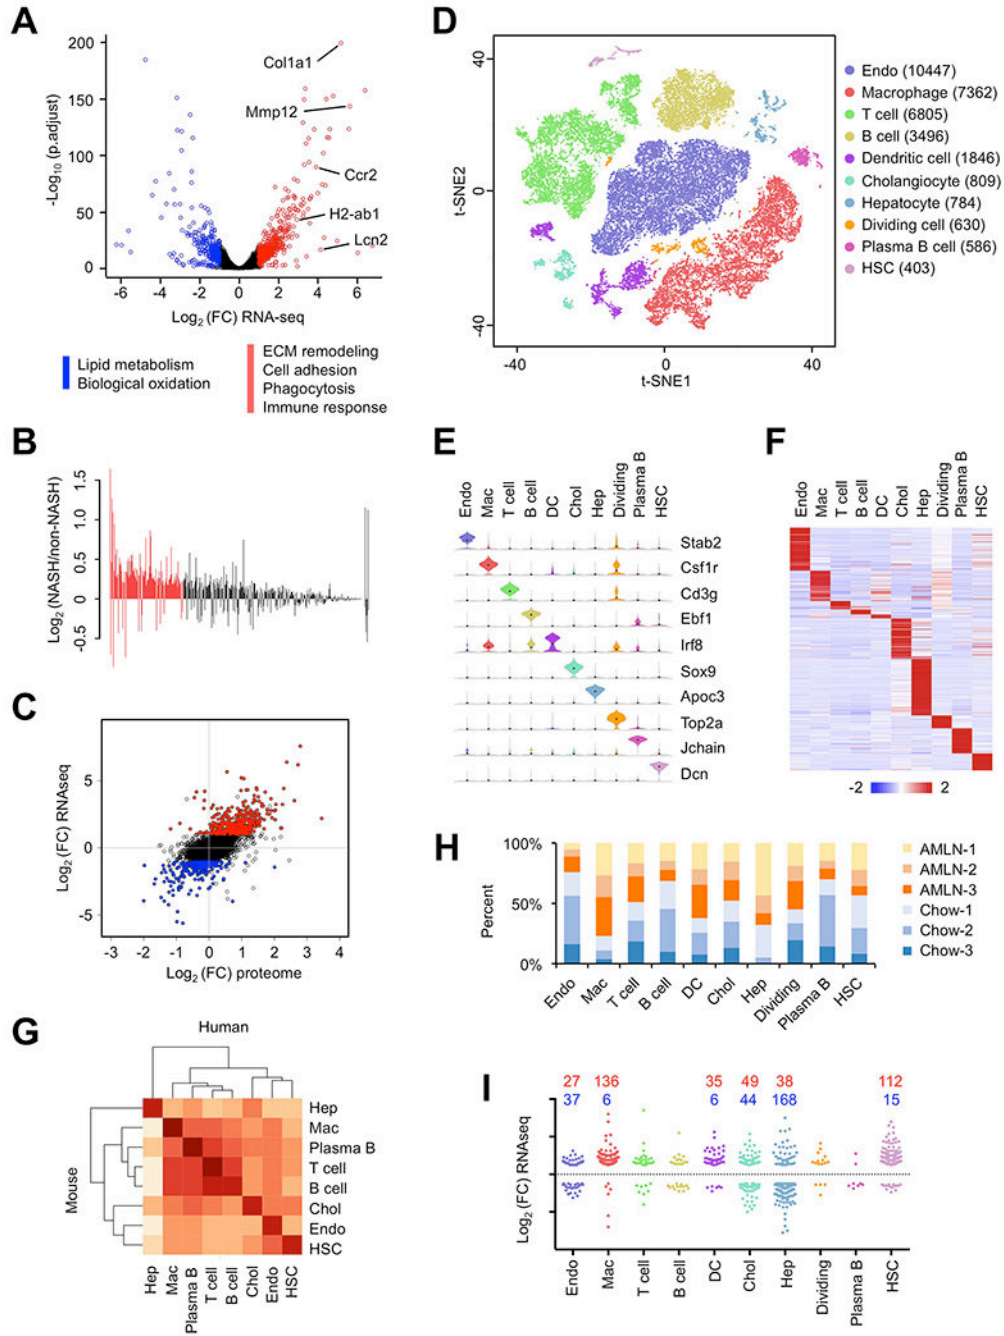 A
200
150
100
50
0
-Log10 (p.adjust)
Col1a1
Mmp12
Ccr2
H2-ab1
Lcn2
-6 -4 -2 0 2 4 6
Log2 (FC) RNA-seq
Lipid metabolism
Biological oxidation
ECM remodeling
Cell adhesion
Phagocytosis
Immune response
B
Log2 (NASH/non-NASH)
1.5
1.0
0.5
0
-0.5
C
Log2 (FC) RNAseq
5
0
-5
-3 -2 -1 0 1 2 3 4
Log2 (FC) proteome
D
t-SNE2
40
0
-40
-40 0 40
t-SNE1
Endo (10447)
Macrophage (7362)
T cell (6805)
B cell (3496)
Dendritic cell (1846)
Cholangiocyte (809)
Hepatocyte (784)
Dividing cell (630)
Plasma B cell (586)
HSC (403)
E
Endo Mac T cell B cell DC Chol Hep Dividing Plasma B HSC
Stab2
Csf1r
Cd3g
Ebf1
Irf8
Sox9
Apoc3
Top2a
Jchain
Dcn
F
Endo Mac T cell B cell DC Chol Hep Dividing Plasma B HSC
-2 2
G
Human
Mouse
Hep
Mac
Plasma B
T cell
B cell
Chol
Endo
HSC
Hep Mac Plasma B T cell B cell Chol Endo HSC
H
Percent
100%
50%
0%
Endo Mac T cell B cell DC Chol Hep Dividing Plasma B HSC
AMLN-1
AMLN-2
AMLN-3
Chow-1
Chow-2
Chow-3
I
27 136 35 49 38 112
37 6 6 44 168 15
Log2 (FC) RNAseq
Endo Mac T cell B cell DC Chol Hep Dividing Plasma B HSC